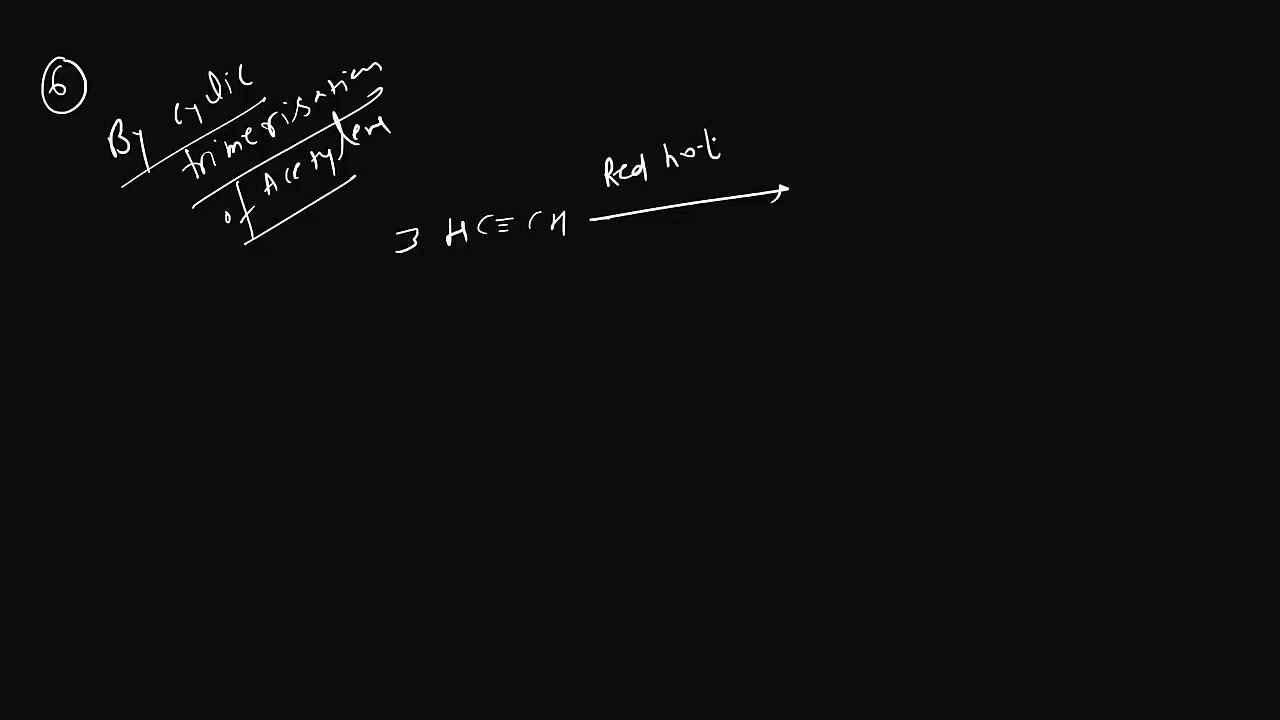 6
By cyclic
trimerisation
of Acetylene
3 HC≡CH
Red hot